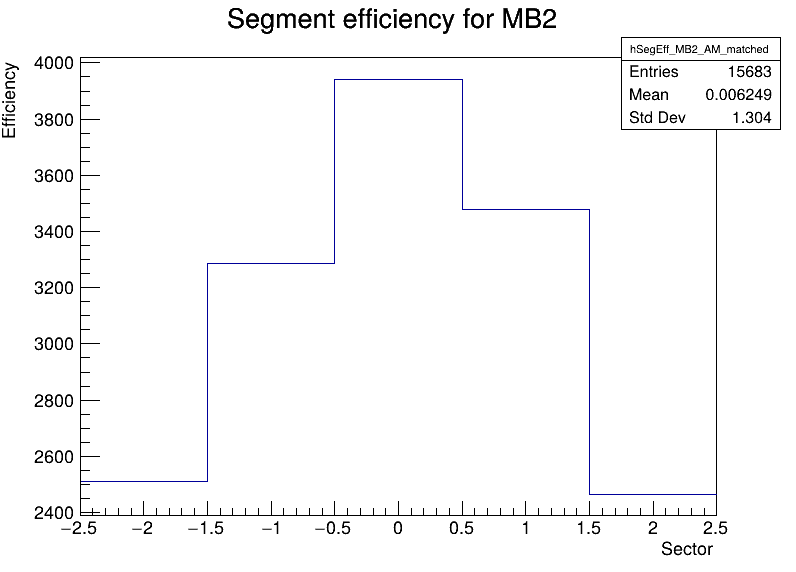 Segment efficiency for MB2
hSegEff_MB2_AM_matched
Entries 15683
Mean 0.006249
Std Dev 1.304
Efficiency
4000
3800
3600
3400
3200
3000
2800
2600
2400
−2.5 −2 −1.5 −1 −0.5 0 0.5 1 1.5 2 2.5
Sector